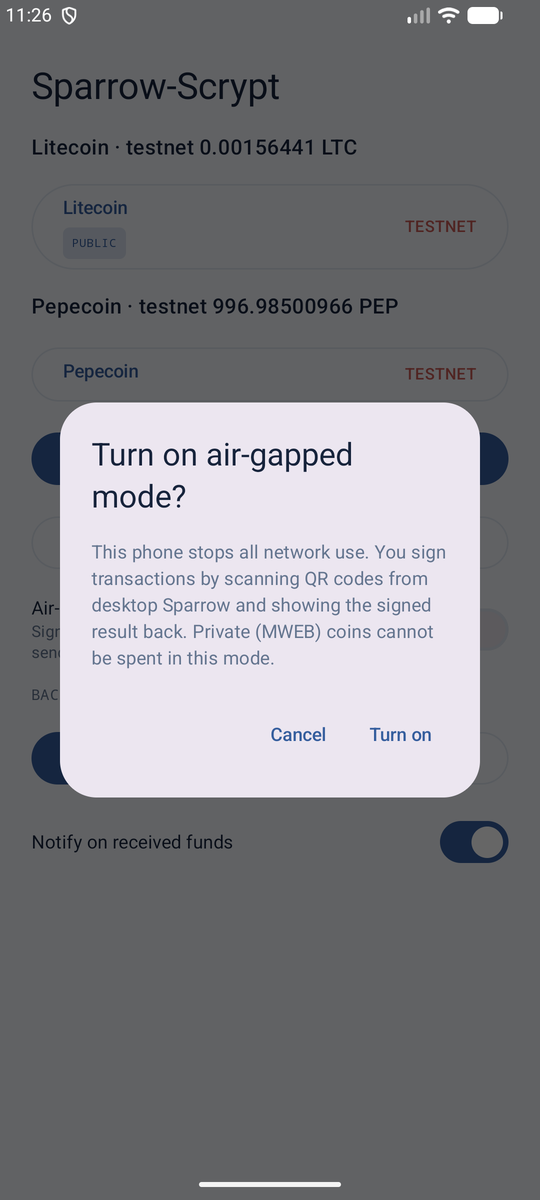 11:26
Sparrow-Scrypt
Litecoin · testnet 0.00156441 LTC
Litecoin
PUBLIC
TESTNET
Pepecoin · testnet 996.98500966 PEP
Pepecoin
TESTNET
Turn on air-gapped
mode?
This phone stops all network use. You sign
transactions by scanning QR codes from
desktop Sparrow and showing the signed
result back. Private (MWEB) coins cannot
be spent in this mode.
Cancel
Turn on
Notify on received funds